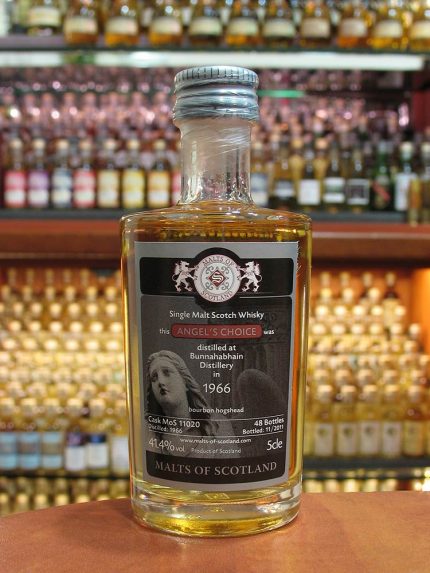 MALTS OF
S
SCOTLAND
Single Malt Scotch Whisky
this ANGEL'S CHOICE was
distilled at
Bunnahabhain
Distillery
in
1966
bourbon hogshead
Cask MoS 11020 48 Bottles
Distilled: 1966 Bottled: 11/2011
www.malts-of-scotland.com
41.4% vol. Product of Scotland 5cle
MALTS OF SCOTLAND